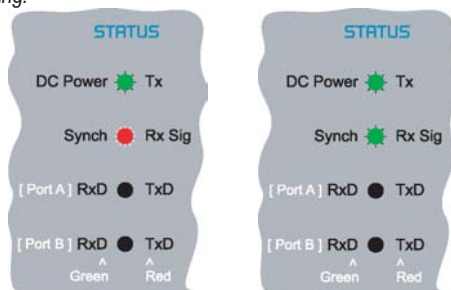 ing.
STATUS
DC Power Tx
Synch Rx Sig
[ Port A ] RxD TxD
[ Port B ] RxD TxD
^ ^
Green Red
STATUS
DC Power Tx
Synch Rx Sig
[ Port A ] RxD TxD
[ Port B ] RxD TxD
^ ^
Green Red